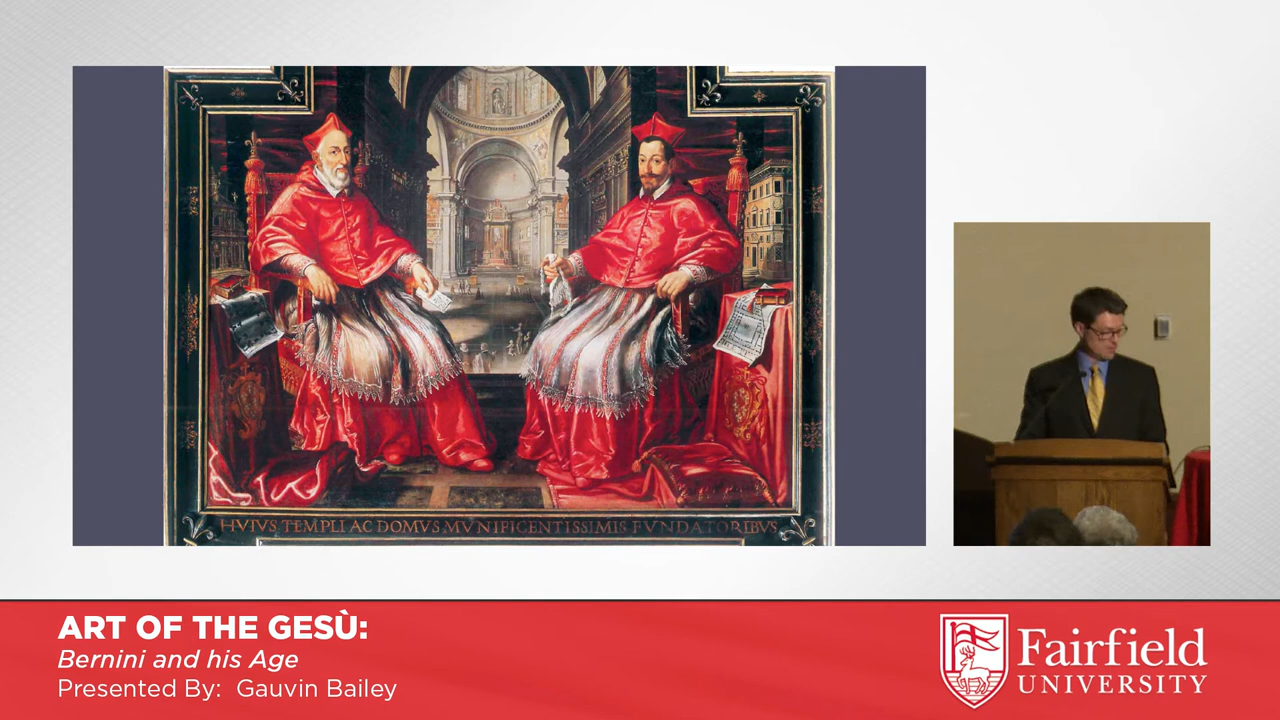 HVIVS TEMPLI AC DOMVS MVNIFICENTISSIMIS FVNDATORIBVS
ART OF THE GESÙ:
Bernini and his Age
Presented By: Gauvin Bailey
Fairfield
UNIVERSITY